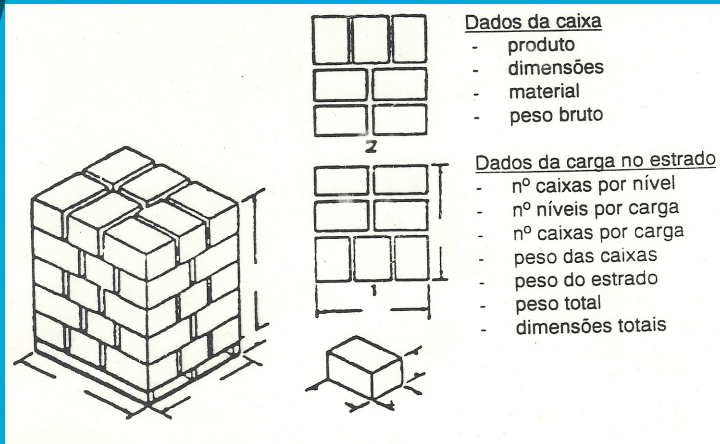 Dados da caixa
- produto
- dimensões
- material
- peso bruto
2
Dados da carga no estrado
- nº caixas por nível
- nº níveis por carga
- nº caixas por carga
- peso das caixas
- peso do estrado
- peso total
- dimensões totais
1